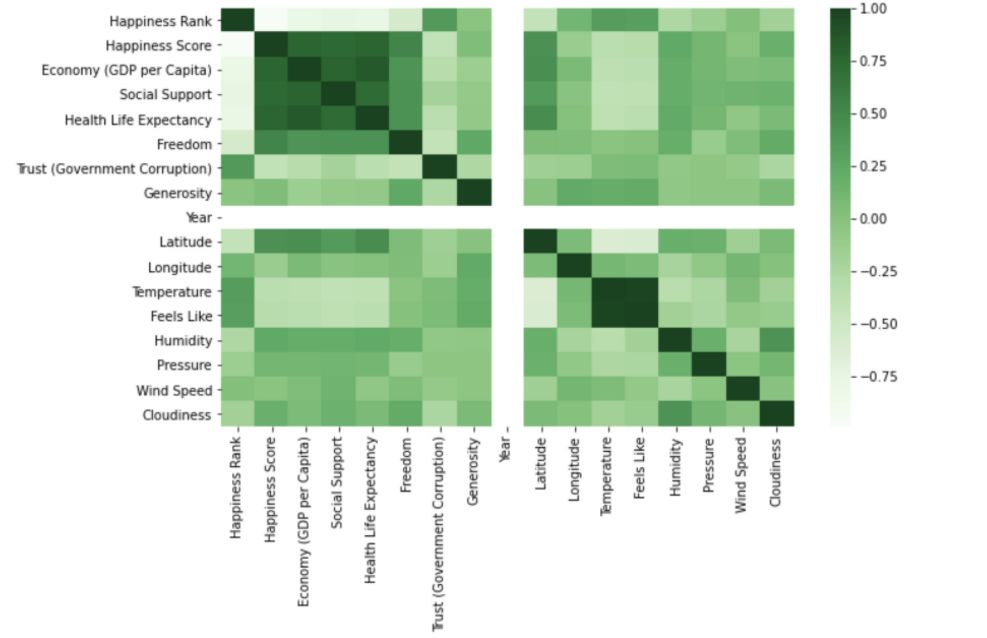 Happiness Rank
Happiness Score
Economy (GDP per Capita)
Social Support
Health Life Expectancy
Freedom
Trust (Government Corruption)
Generosity
Year
Latitude
Longitude
Temperature
Feels Like
Humidity
Pressure
Wind Speed
Cloudiness
Happiness Rank
Happiness Score
Economy (GDP per Capita)
Social Support
Health Life Expectancy
Freedom
Trust (Government Corruption)
Generosity
Year
Latitude
Longitude
Temperature
Feels Like
Humidity
Pressure
Wind Speed
Cloudiness
1.00
0.75
0.50
0.25
0.00
−0.25
−0.50
−0.75